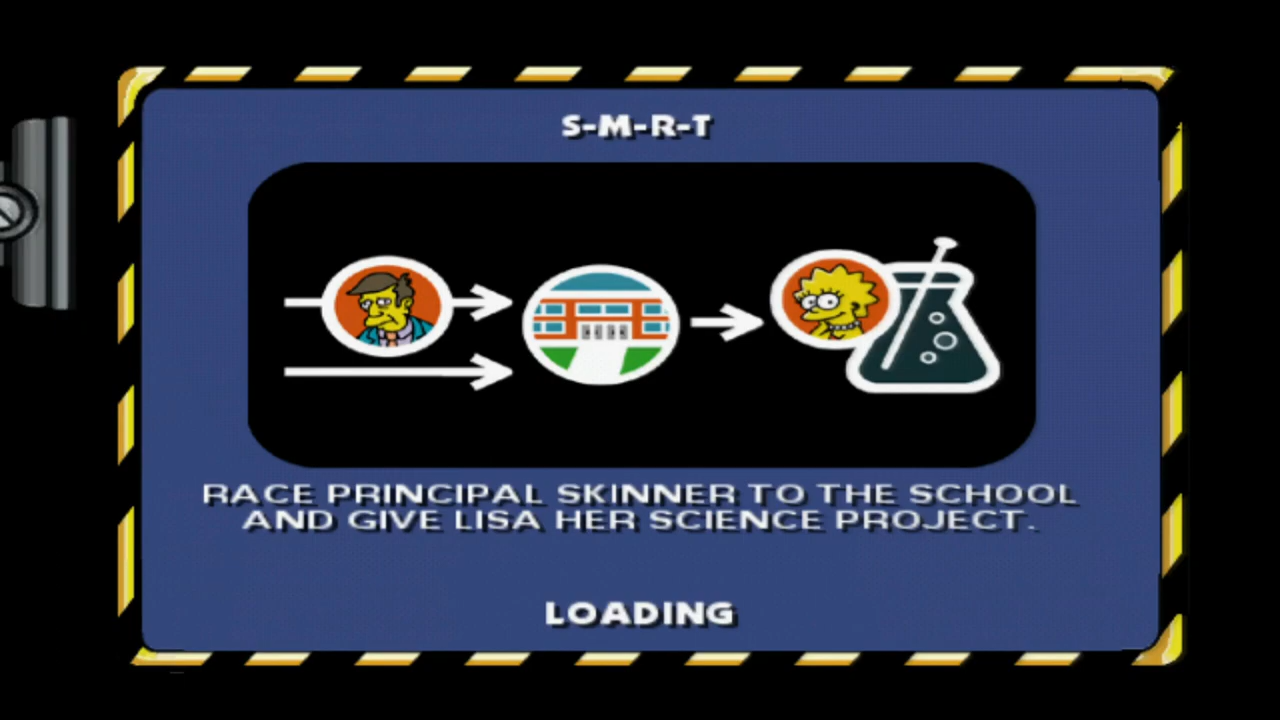 S-M-R-T
RACE PRINCIPAL SKINNER TO THE SCHOOL
AND GIVE LISA HER SCIENCE PROJECT.
LOADING